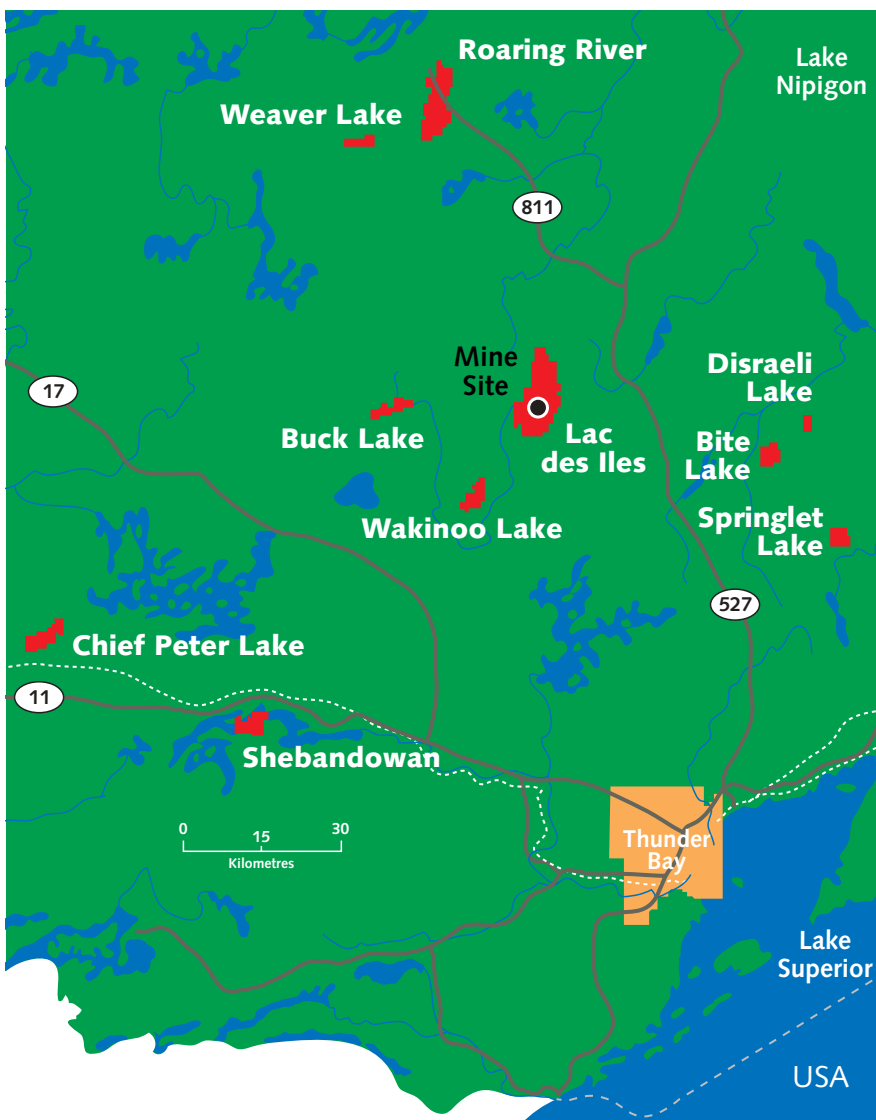 Roaring River
Lake
Nipigon
Weaver Lake
811
Mine
Site
Disraeli
Lake
17
Buck Lake
Lac
des Iles
Bite
Lake
Wakinoo Lake
Springlet
Lake
527
Chief Peter Lake
11
Shebandowan
0 15 30
Kilometres
Thunder
Bay
Lake
Superior
USA